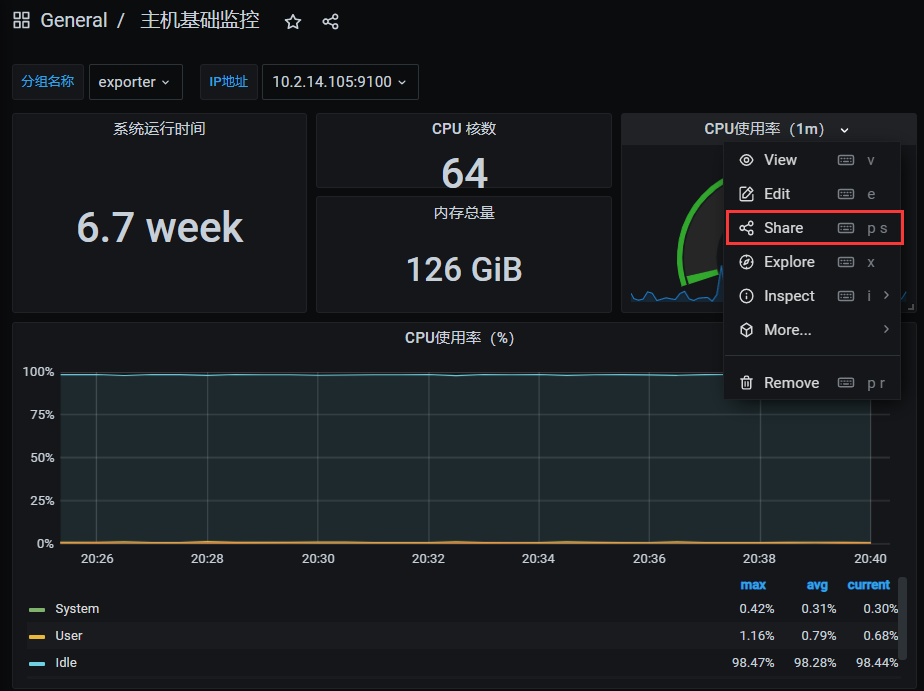 General / 主机基础监控
分组名称 exporter IP地址 10.2.14.105:9100
系统运行时间
6.7 week
CPU 核数
64
内存总量
126 GiB
CPU使用率（1m）
View v
Edit e
Share p s
Explore x
Inspect i
More...
Remove p r
CPU使用率（%）
100%
75%
50%
25%
0%
20:26 20:28 20:30 20:32 20:34 20:36 20:38 20:40
max avg current
System 0.42% 0.31% 0.30%
User 1.16% 0.79% 0.68%
Idle 98.47% 98.28% 98.44%